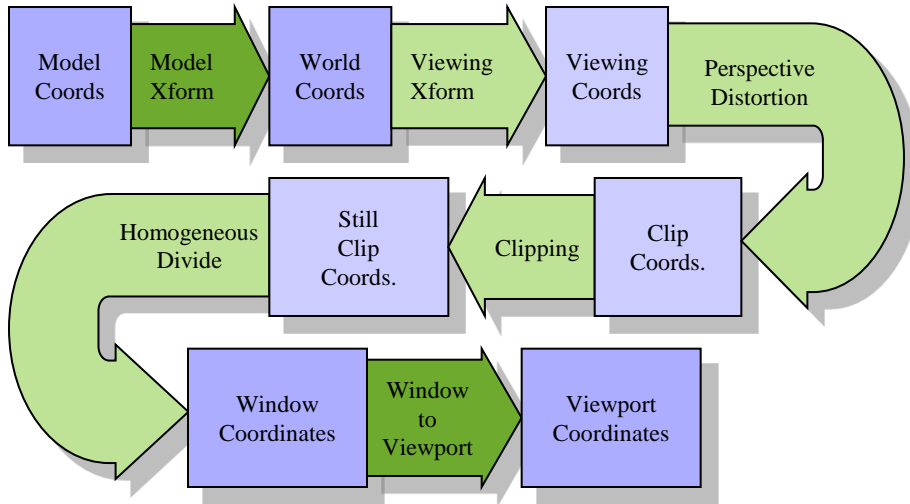 Model
Coords
Model
Xform
World
Coords
Viewing
Xform
Viewing
Coords
Perspective
Distortion
Clip
Coords.
Clipping
Still
Clip
Coords.
Homogeneous
Divide
Window
Coordinates
Window
to
Viewport
Viewport
Coordinates